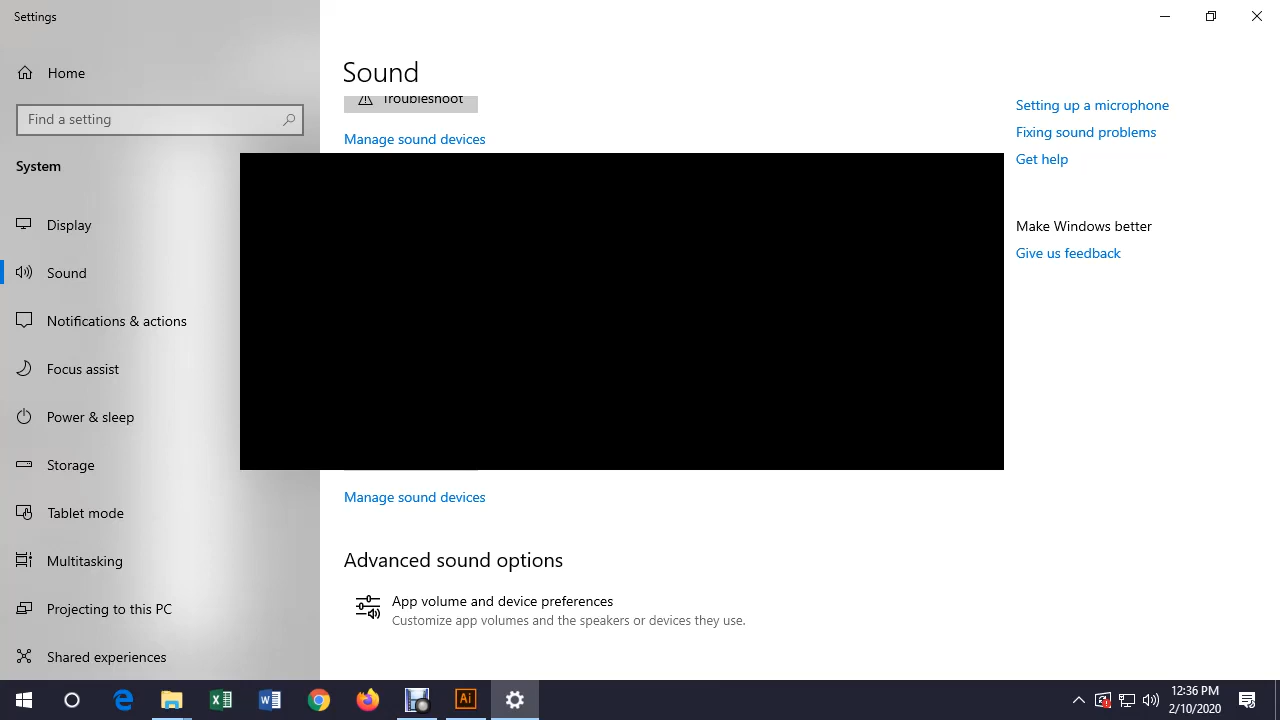 Settings
Home
Find a setting
System
Display
Sound
Notifications & actions
Focus assist
Power & sleep
Storage
Tablet mode
Multitasking
Projecting to this PC
Shared experiences
Sound
Troubleshoot
Manage sound devices
Manage sound devices
Advanced sound options
App volume and device preferences
Customize app volumes and the speakers or devices they use.
Setting up a microphone
Fixing sound problems
Get help
Make Windows better
Give us feedback
Ai
12:36 PM
2/10/2020